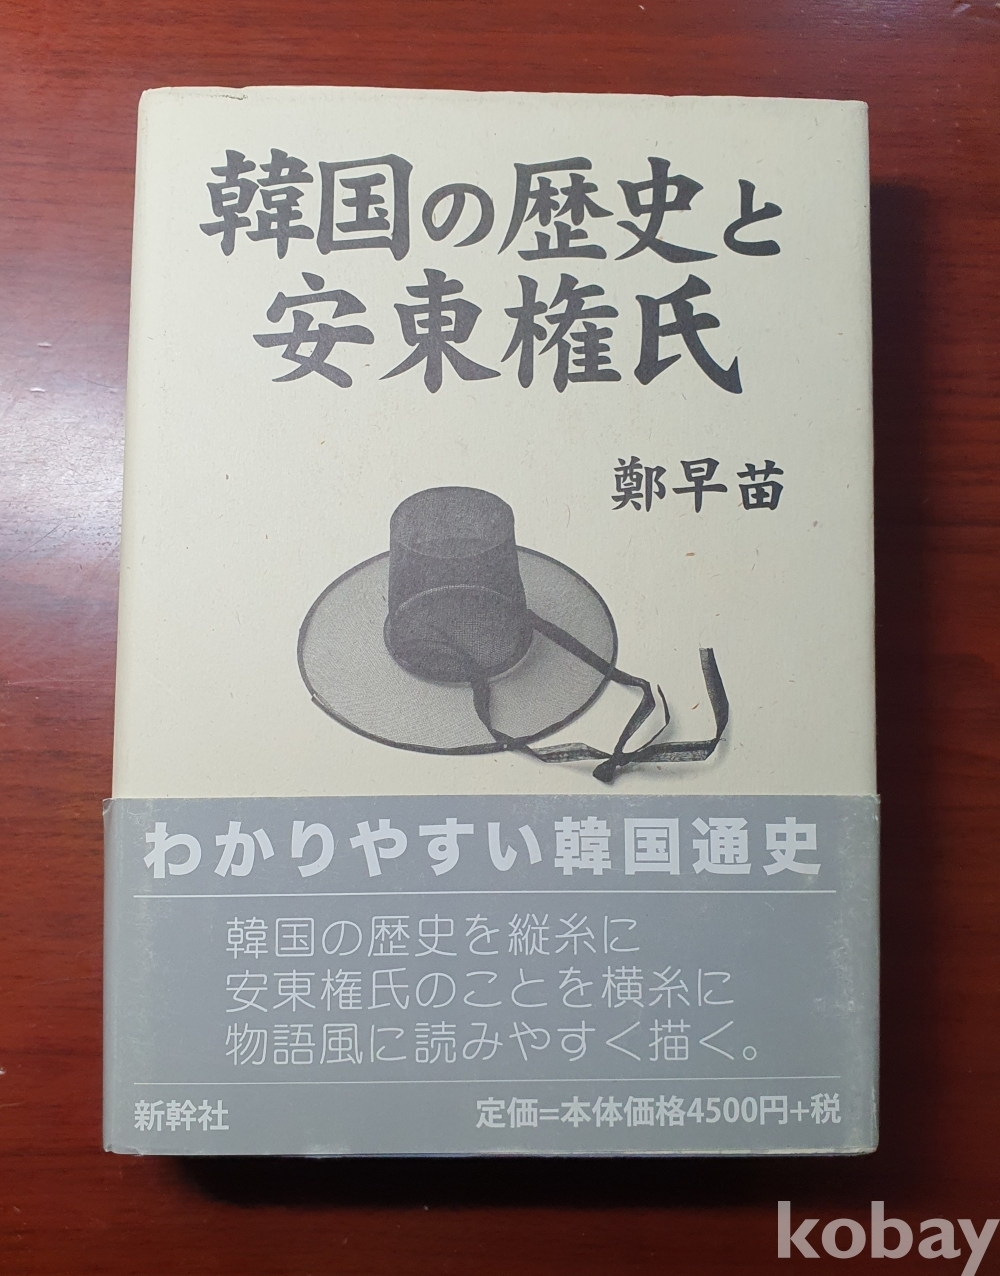 韓国の歴史と
安東権氏
鄭早苗
わかりやすい韓国通史
韓国の歴史を縦糸に
安東権氏のことを横糸に
物語風に読みやすく描く。
新幹社
定価=本体価格4500円+税
kobay